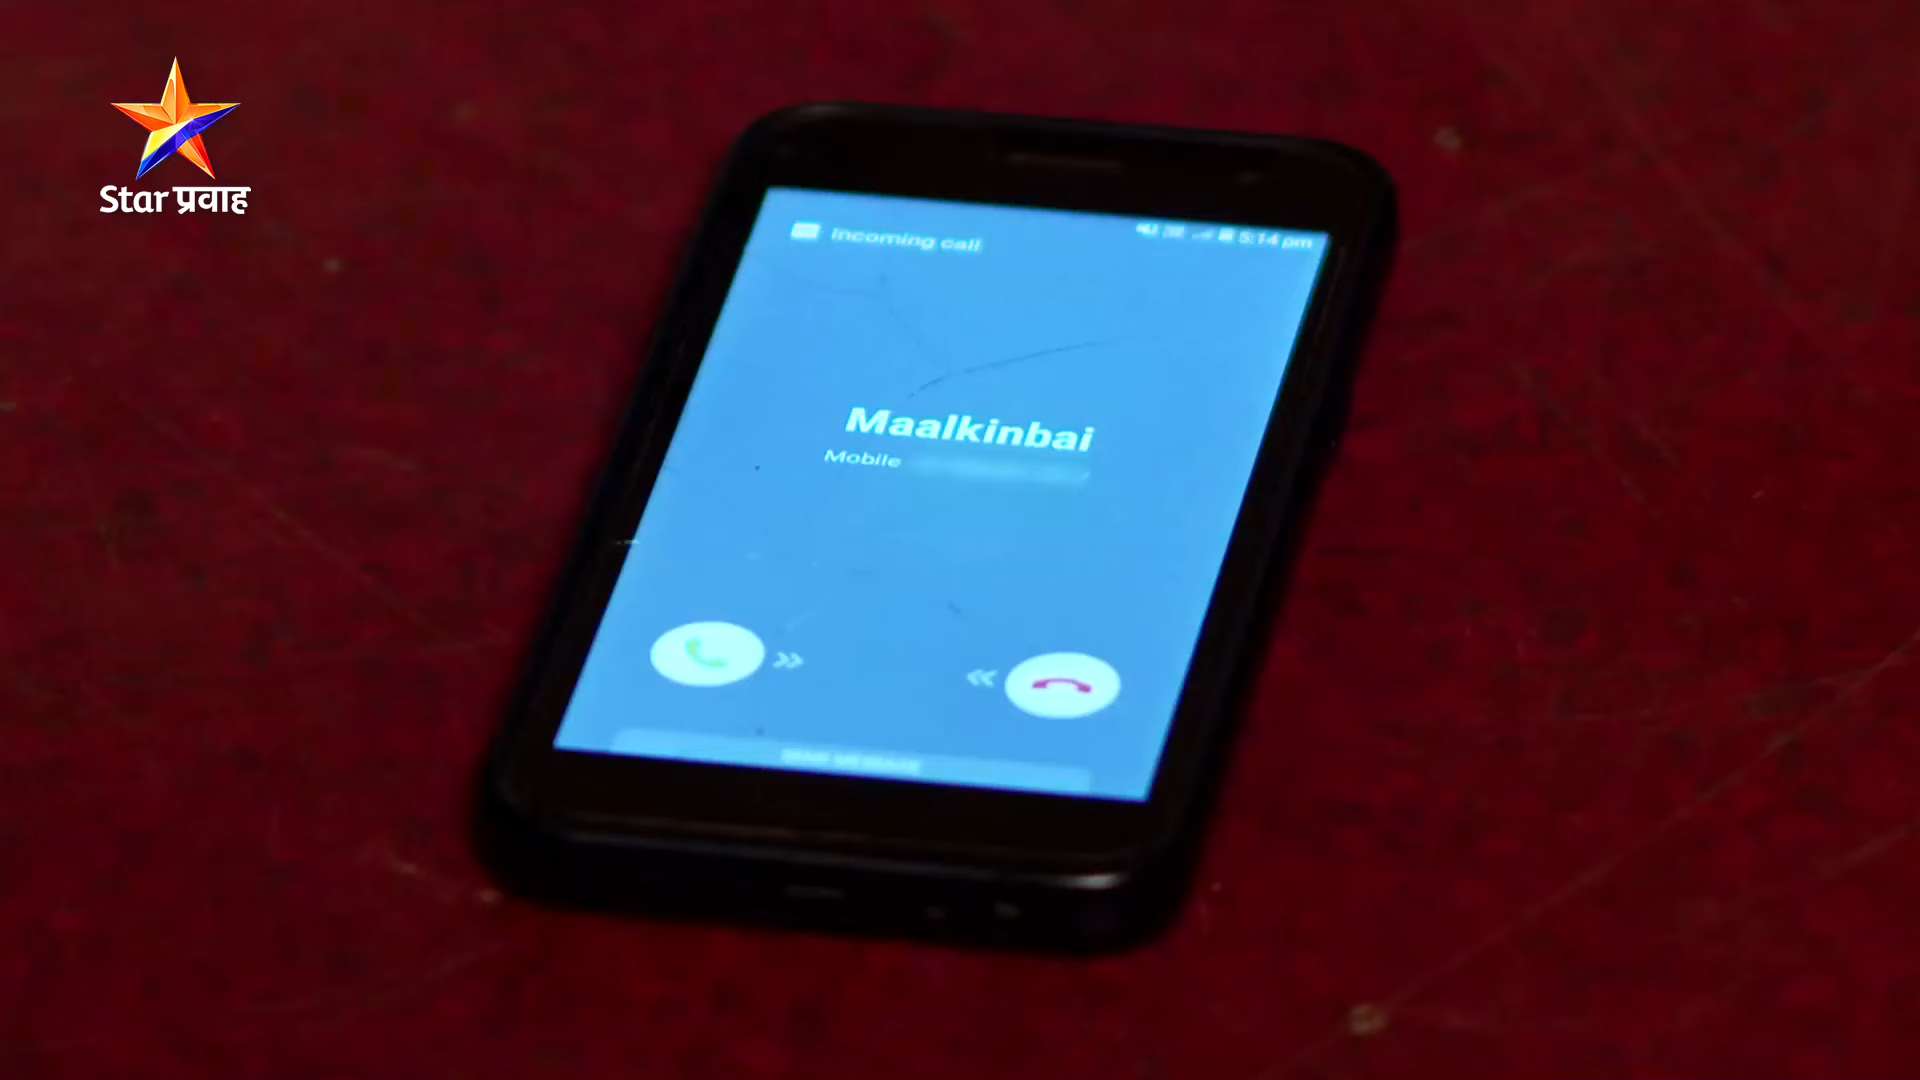 Star प्रवाह
Incoming call
5:14 pm
Maalkinbai
Mobile